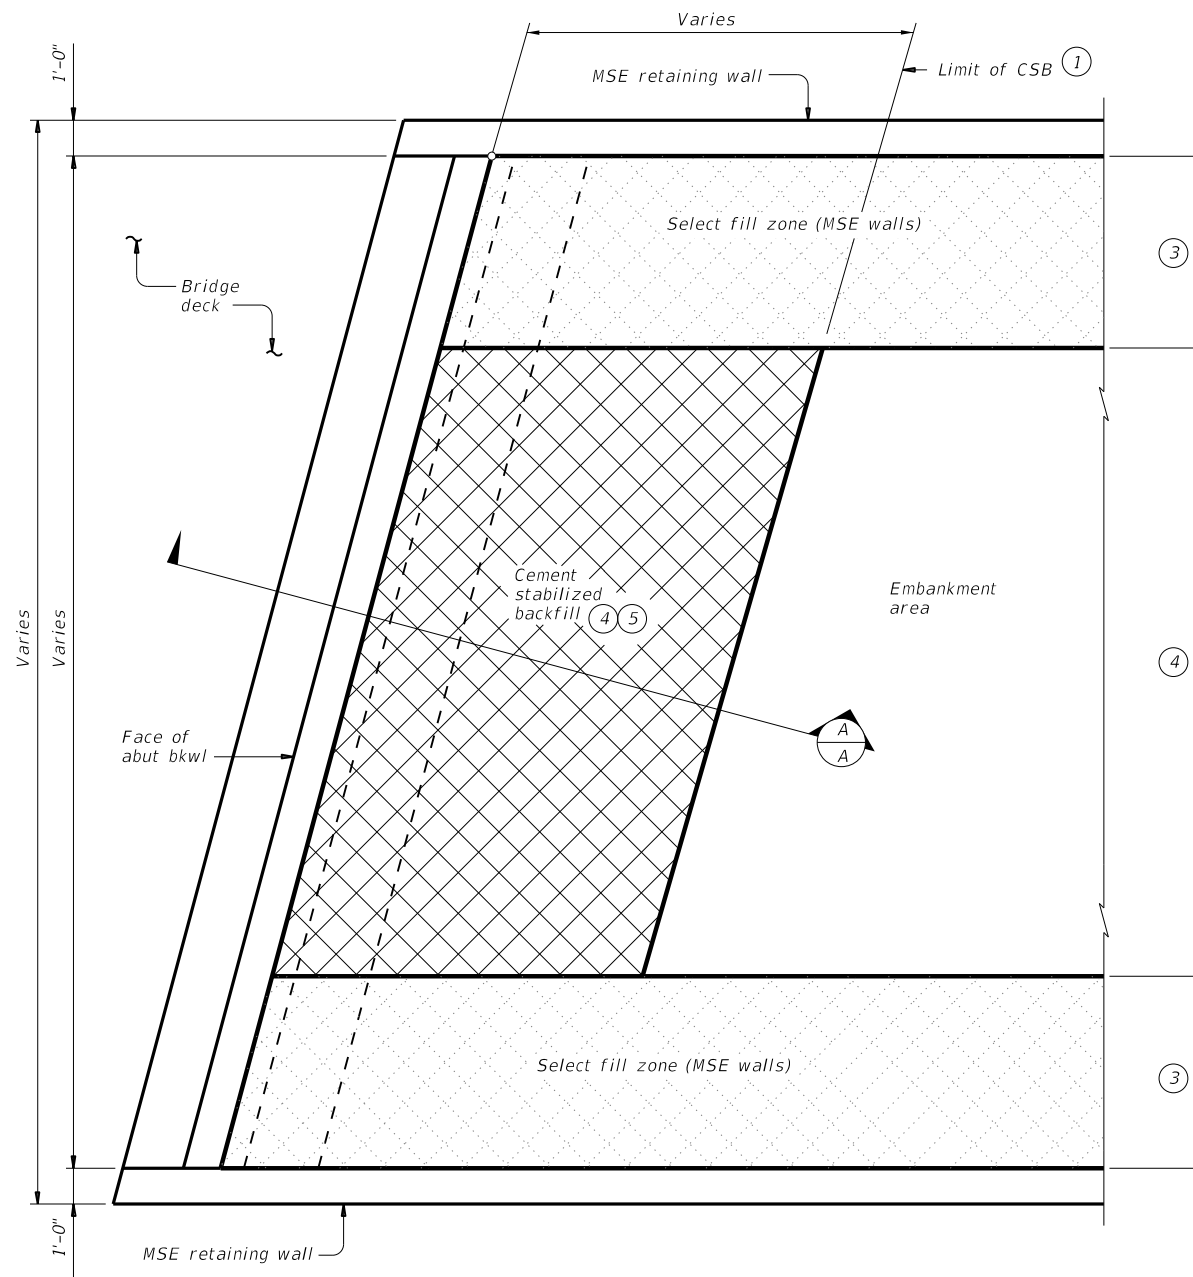 Varies
1'-0"
MSE retaining wall
Limit of CSB 1
Select fill zone (MSE walls)
3
Bridge
deck
Cement
stabilized
backfill 4 5
Embankment
area
Varies
Varies
4
Face of
abut bkwl
A
A
Select fill zone (MSE walls)
3
1'-0"
MSE retaining wall